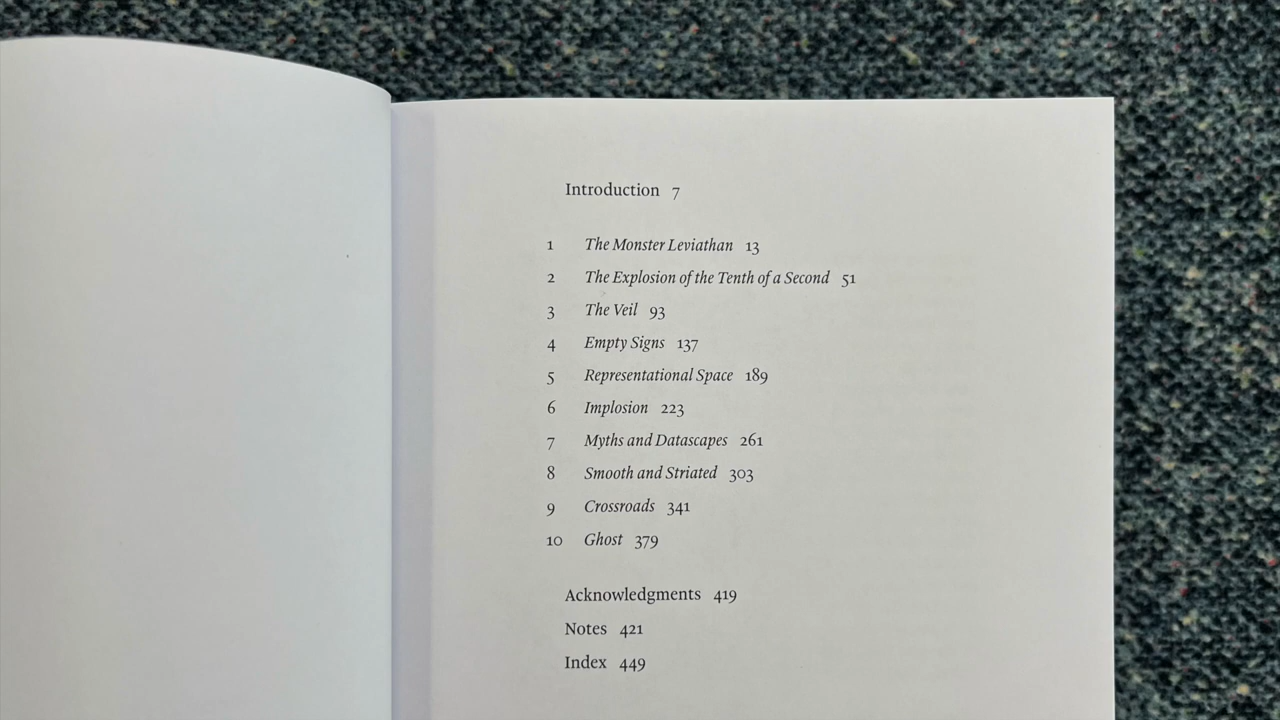 Introduction 7
1 The Monster Leviathan 13
2 The Explosion of the Tenth of a Second 51
3 The Veil 93
4 Empty Signs 137
5 Representational Space 189
6 Implosion 223
7 Myths and Datascapes 261
8 Smooth and Striated 303
9 Crossroads 341
10 Ghost 379
Acknowledgments 419
Notes 421
Index 449